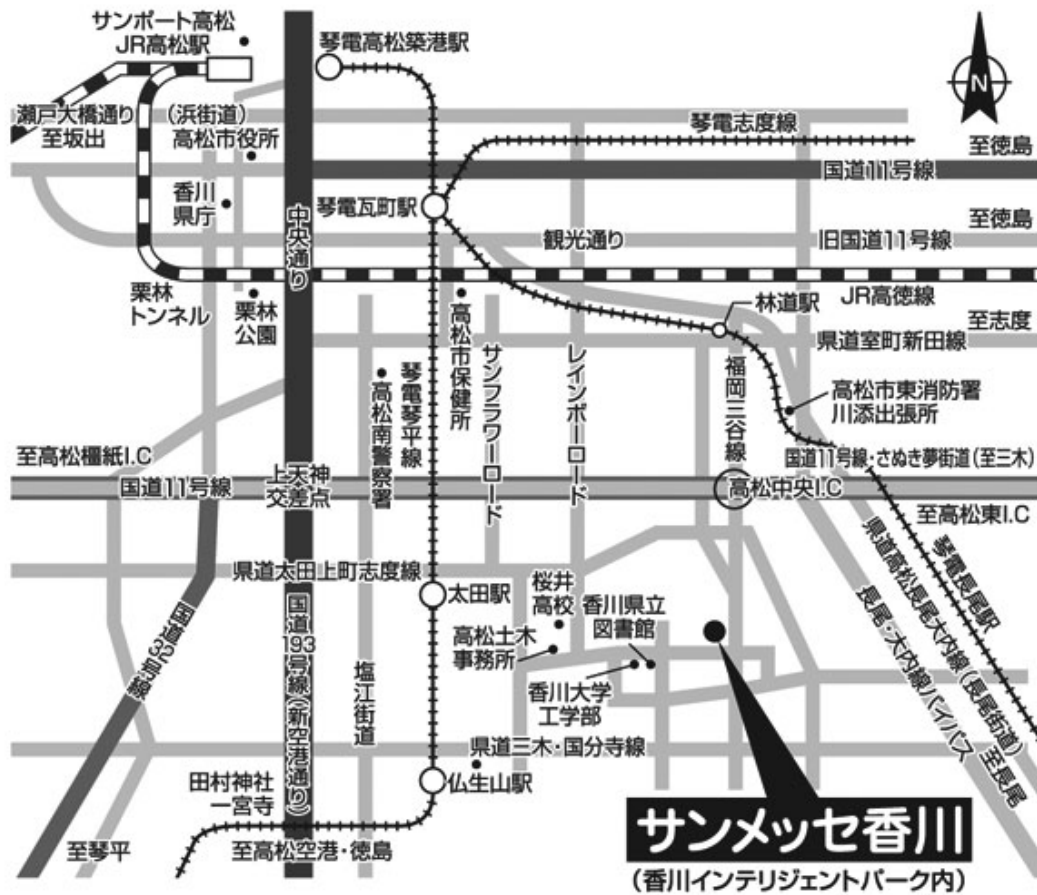 サンポート高松
JR高松駅
琴電高松築港駅
N
瀬戸大橋通り
(浜街道)
至坂出
高松市役所
琴電志度線
至徳島
国道11号線
香川
県庁
琴電瓦町駅
中央通り
至徳島
観光通り
旧国道11号線
栗林
トンネル
栗林
公園
JR高徳線
林道駅
至志度
県道室町新田線
高松市保健所
サンフラワーロード
レインボーロード
福岡三谷線
琴電琴平線
高松南警察署
高松市東消防署
川添出張所
至高松檀紙I.C
国道11号線・さぬき夢街道(至三木)
国道11号線
上天神
交差点
高松中央I.C
至高松東I.C
県道太田上町志度線
太田駅
桜井
高校
香川県立
図書館
高松土木
事務所
香川大学
工学部
琴電長尾駅
県道高松長尾大内線(長尾街道)
長尾・大内線バイパス
至長尾
国道32号線
国道193号線(新空港通り)
塩江街道
県道三木・国分寺線
仏生山駅
田村神社
一宮寺
至琴平
至高松空港・徳島
サンメッセ香川
(香川インテリジェントパーク内)